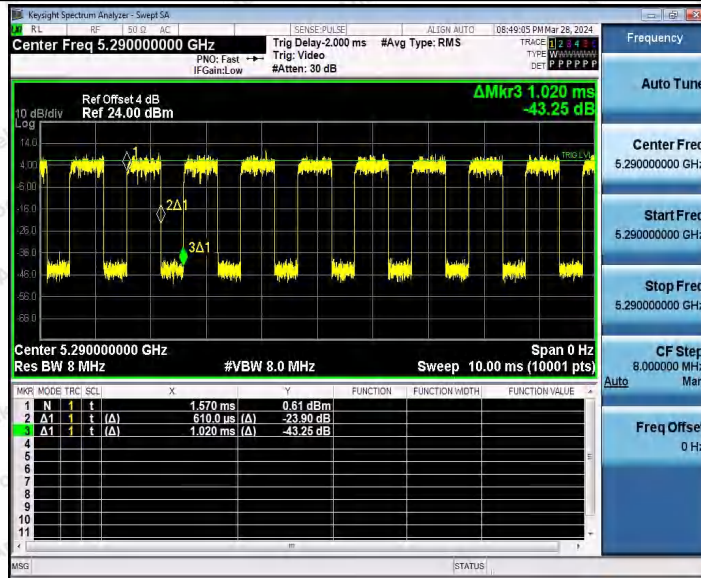 Keysight Spectrum Analyzer - Swept SA
RL RF 50 Ω AC SENSE:PULSE ALIGN AUTO 08:49:05 PM Mar 28, 2024
Center Freq 5.290000000 GHz
PNO: Fast
IFGain:Low
Trig Delay-2.000 ms
Trig: Video
#Atten: 30 dB
#Avg Type: RMS
TRACE 1 2 3 4 5 6
TYPE WWWWWW
DET P P P P P P
ΔMkr3 1.020 ms
-43.25 dB
Ref Offset 4 dB
10 dB/div Ref 24.00 dBm
Log
14.0
4.00
-6.00
-16.0
-26.0
-36.0
-46.0
-56.0
-66.0
1
2Δ1
3Δ1
TRIG LVL
Center 5.290000000 GHz Span 0 Hz
Res BW 8 MHz #VBW 8.0 MHz Sweep 10.00 ms (10001 pts)
MKR MODE TRC SCL X Y FUNCTION FUNCTION WIDTH FUNCTION VALUE
1 N 1 t 1.570 ms 0.61 dBm
2 Δ1 1 t (Δ) 610.0 µs (Δ) -23.90 dB
3 Δ1 1 t (Δ) 1.020 ms (Δ) -43.25 dB
4
5
6
7
8
9
10
11
MSG STATUS
Frequency
Auto Tune
Center Freq
5.290000000 GHz
Start Freq
5.290000000 GHz
Stop Freq
5.290000000 GHz
CF Step
8.000000 MHz
Auto Man
Freq Offset
0 Hz